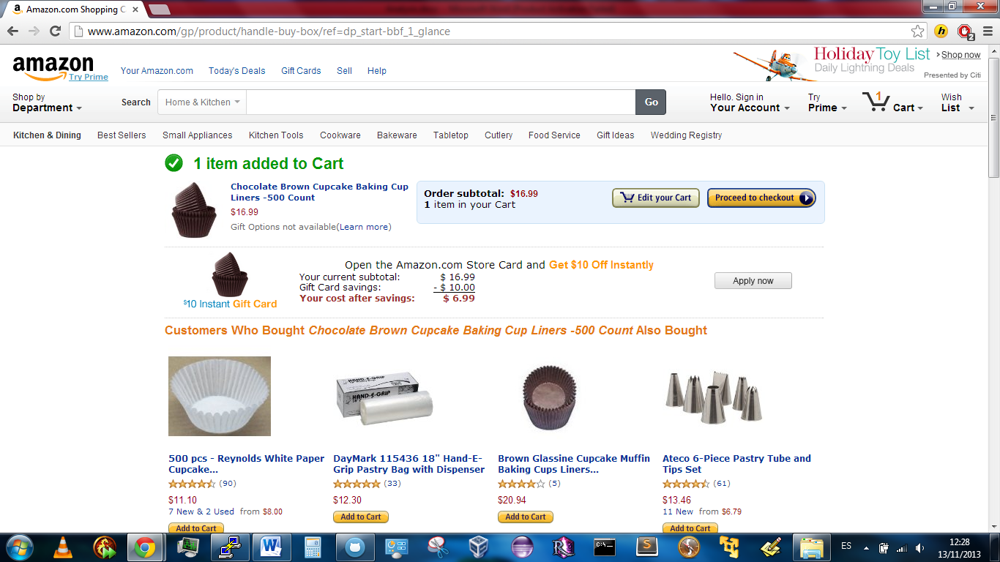 Amazon.com Shopping C
www.amazon.com/gp/product/handle-buy-box/ref=dp_start-bbf_1_glance
amazon
Try Prime
Your Amazon.com Today's Deals Gift Cards Sell Help
Holiday Toy List
Daily Lightning Deals
Shop now
Presented by Citi
Shop by
Department
Search Home & Kitchen Go
Hello. Sign in
Your Account
Try
Prime
1
Cart
Wish
List
Kitchen & Dining Best Sellers Small Appliances Kitchen Tools Cookware Bakeware Tabletop Cutlery Food Service Gift Ideas Wedding Registry
1 item added to Cart
Chocolate Brown Cupcake Baking Cup
Liners -500 Count
$16.99
Gift Options not available(Learn more)
Order subtotal: $16.99
1 item in your Cart
Edit your Cart
Proceed to checkout
$10 Instant Gift Card
Open the Amazon.com Store Card and Get $10 Off Instantly
Your current subtotal: $ 16.99
Gift Card savings: - $ 10.00
Your cost after savings: $ 6.99
Apply now
Customers Who Bought Chocolate Brown Cupcake Baking Cup Liners -500 Count Also Bought
HAND-E-GRIP
HAND-E-GRIP
500 pcs - Reynolds White Paper
Cupcake...
(90)
$11.10
7 New & 2 Used from $8.00
Add to Cart
DayMark 115436 18" Hand-E-
Grip Pastry Bag with Dispenser
(33)
$12.30
Add to Cart
Brown Glassine Cupcake Muffin
Baking Cups Liners...
(5)
$20.94
Add to Cart
Ateco 6-Piece Pastry Tube and
Tips Set
(61)
$13.46
11 New from $6.79
Add to Cart
ES
12:28
13/11/2013